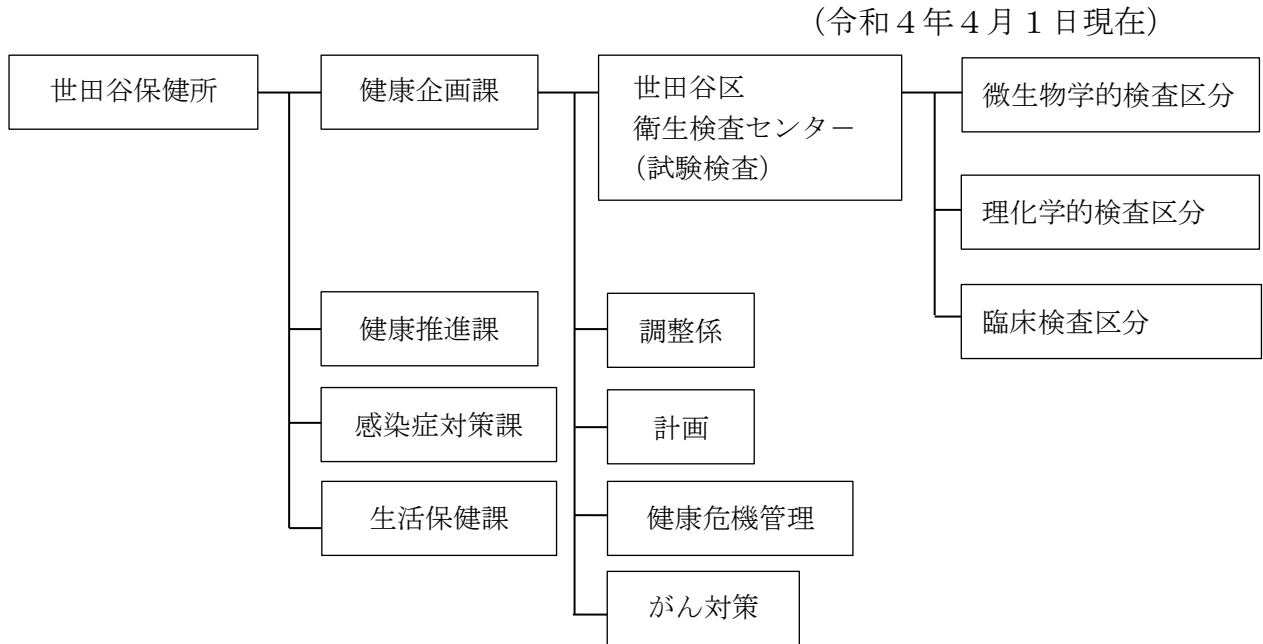 （令和４年４月１日現在）
世田谷保健所
健康企画課
世田谷区
衛生検査センター
（試験検査）
微生物学的検査区分
理化学的検査区分
臨床検査区分
健康推進課
調整係
感染症対策課
計画
生活保健課
健康危機管理
がん対策